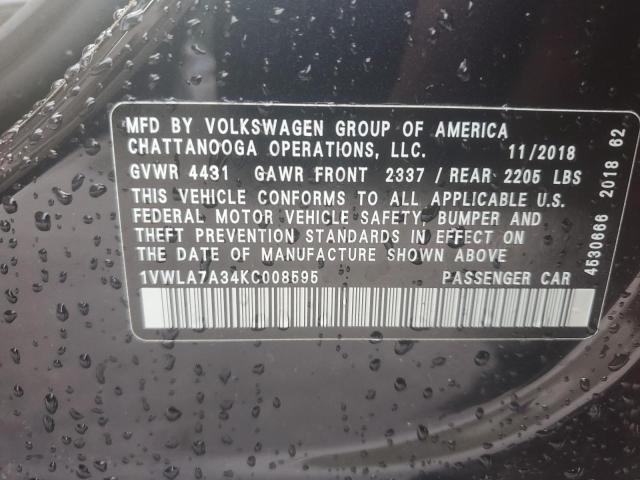 MFD BY VOLKSWAGEN GROUP OF AMERICA
CHATTANOOGA OPERATIONS, LLC. 11/2018
GVWR 4431 GAWR FRONT 2337 / REAR 2205 LBS
THIS VEHICLE CONFORMS TO ALL APPLICABLE U.S.
FEDERAL MOTOR VEHICLE SAFETY, BUMPER AND
THEFT PREVENTION STANDARDS IN EFFECT ON
THE DATE OF MANUFACTURE SHOWN ABOVE
1VWLA7A34KC008595 PASSENGER CAR
4630666 2018 62